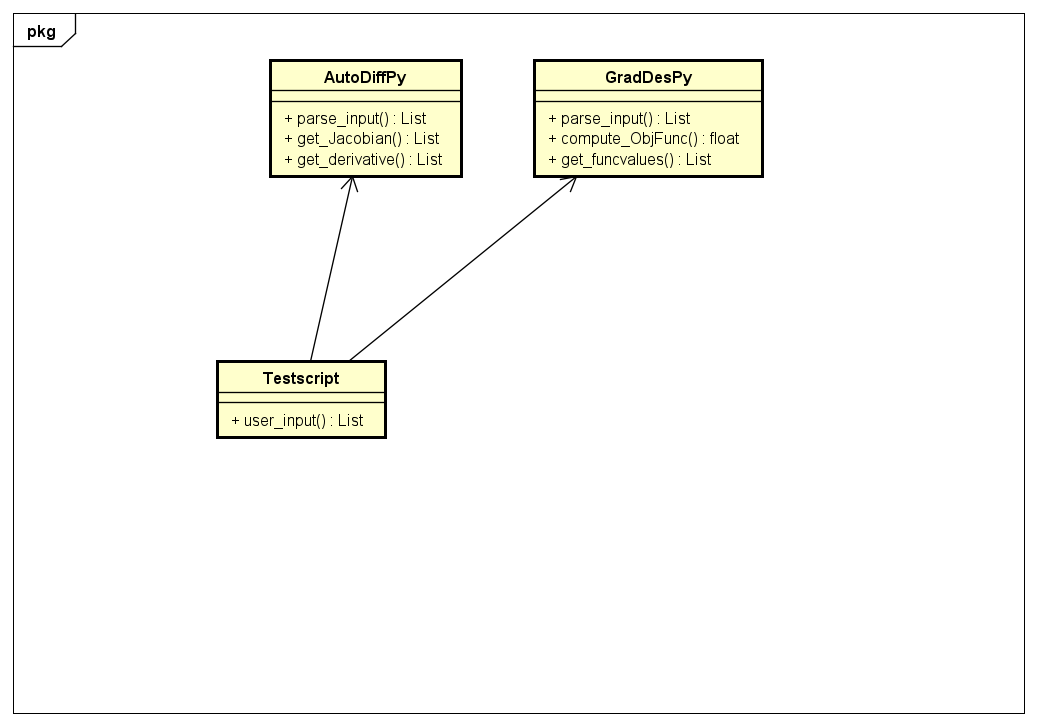 pkg
AutoDiffPy
+ parse_input() : List
+ get_Jacobian() : List
+ get_derivative() : List
GradDesPy
+ parse_input() : List
+ compute_ObjFunc() : float
+ get_funcvalues() : List
Testscript
+ user_input() : List